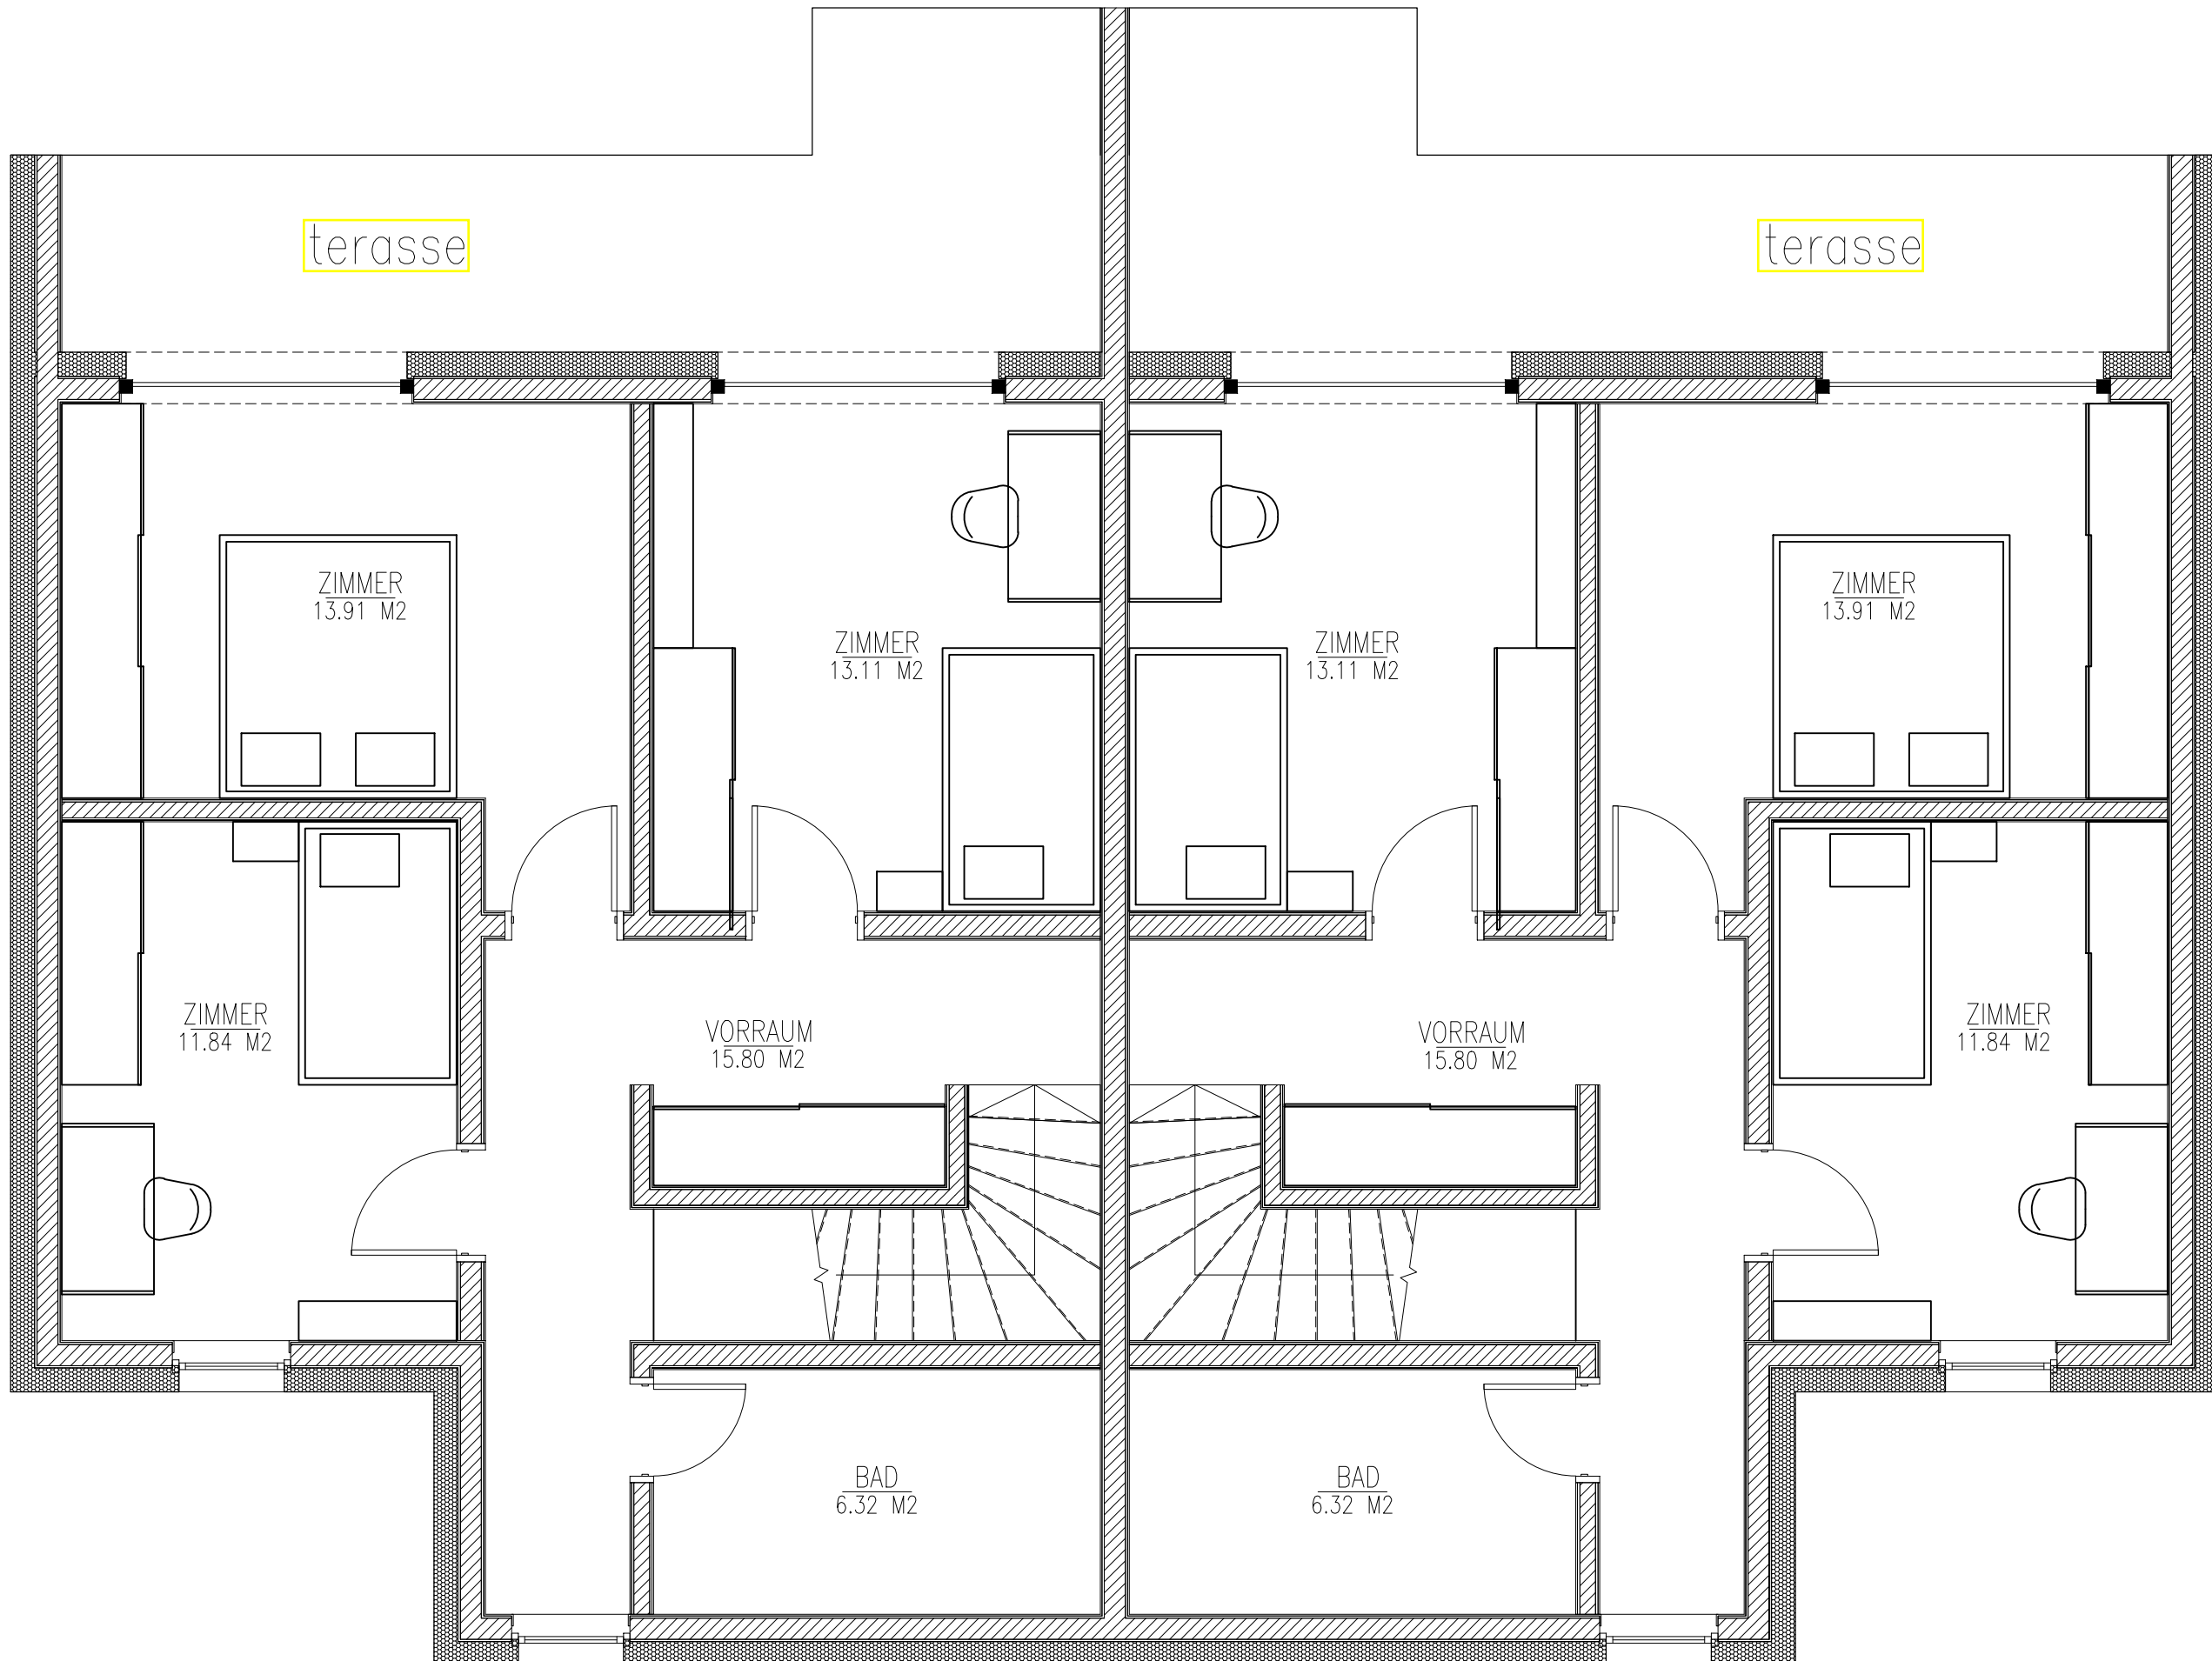 terasse
terasse
ZIMMER
13.91 M2
ZIMMER
13.11 M2
ZIMMER
13.11 M2
ZIMMER
13.91 M2
ZIMMER
11.84 M2
VORRAUM
15.80 M2
VORRAUM
15.80 M2
ZIMMER
11.84 M2
BAD
6.32 M2
BAD
6.32 M2